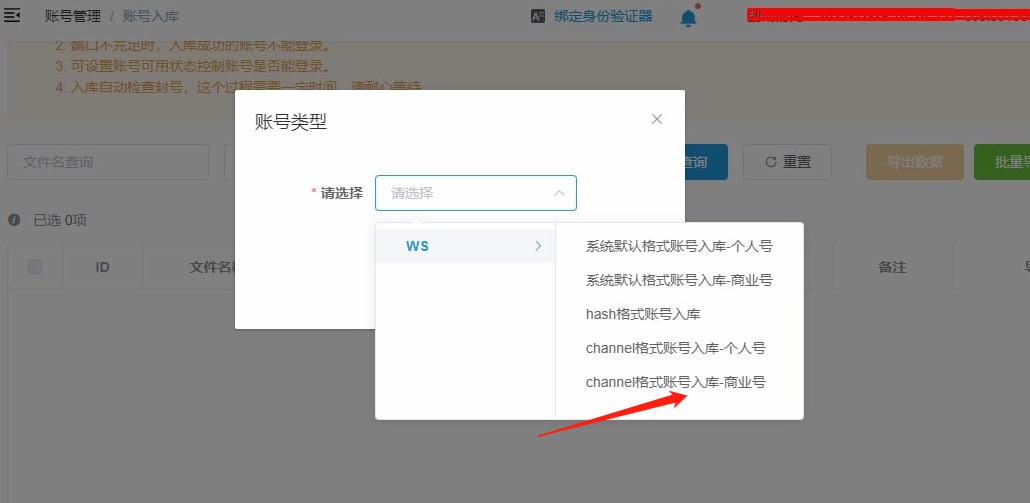 账号管理 / 账号入库
绑定身份验证器
2. 端口不充足时，入库成功的账号不能登录。
3. 可设置账号可用状态控制账号是否能登录。
4. 入库自动检查封号，这个过程需要一定时间，请耐心等待
账号类型
文件名查询
查询
重置
导出数据
批量导
* 请选择
请选择
已选 0项
WS
系统默认格式账号入库-个人号
系统默认格式账号入库-商业号
hash格式账号入库
channel格式账号入库-个人号
channel格式账号入库-商业号
ID
文件名称
备注